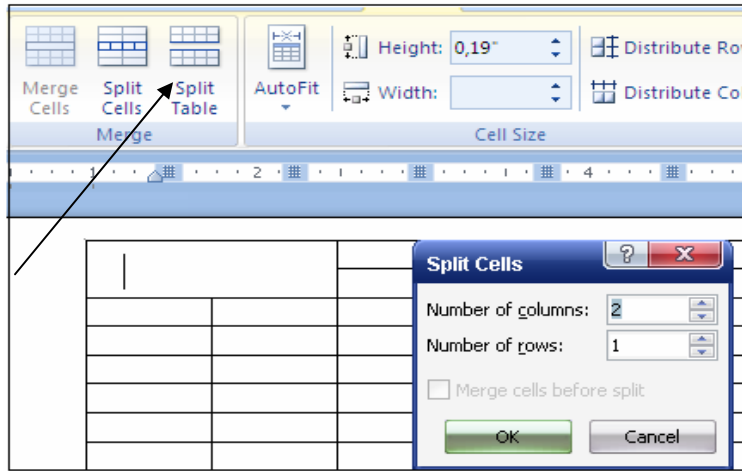 Merge Cells
Split Cells
Split Table
AutoFit
Height: 0,19"
Width:
Distribute Ro
Distribute Co
Merge
Cell Size
1 2 4
Split Cells
?
X
Number of columns: 2
Number of rows: 1
Merge cells before split
OK
Cancel